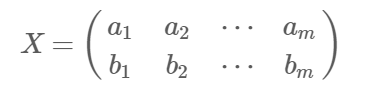 X = ( a₁ a₂ ⋯ aₘ
b₁ b₂ ⋯ bₘ )